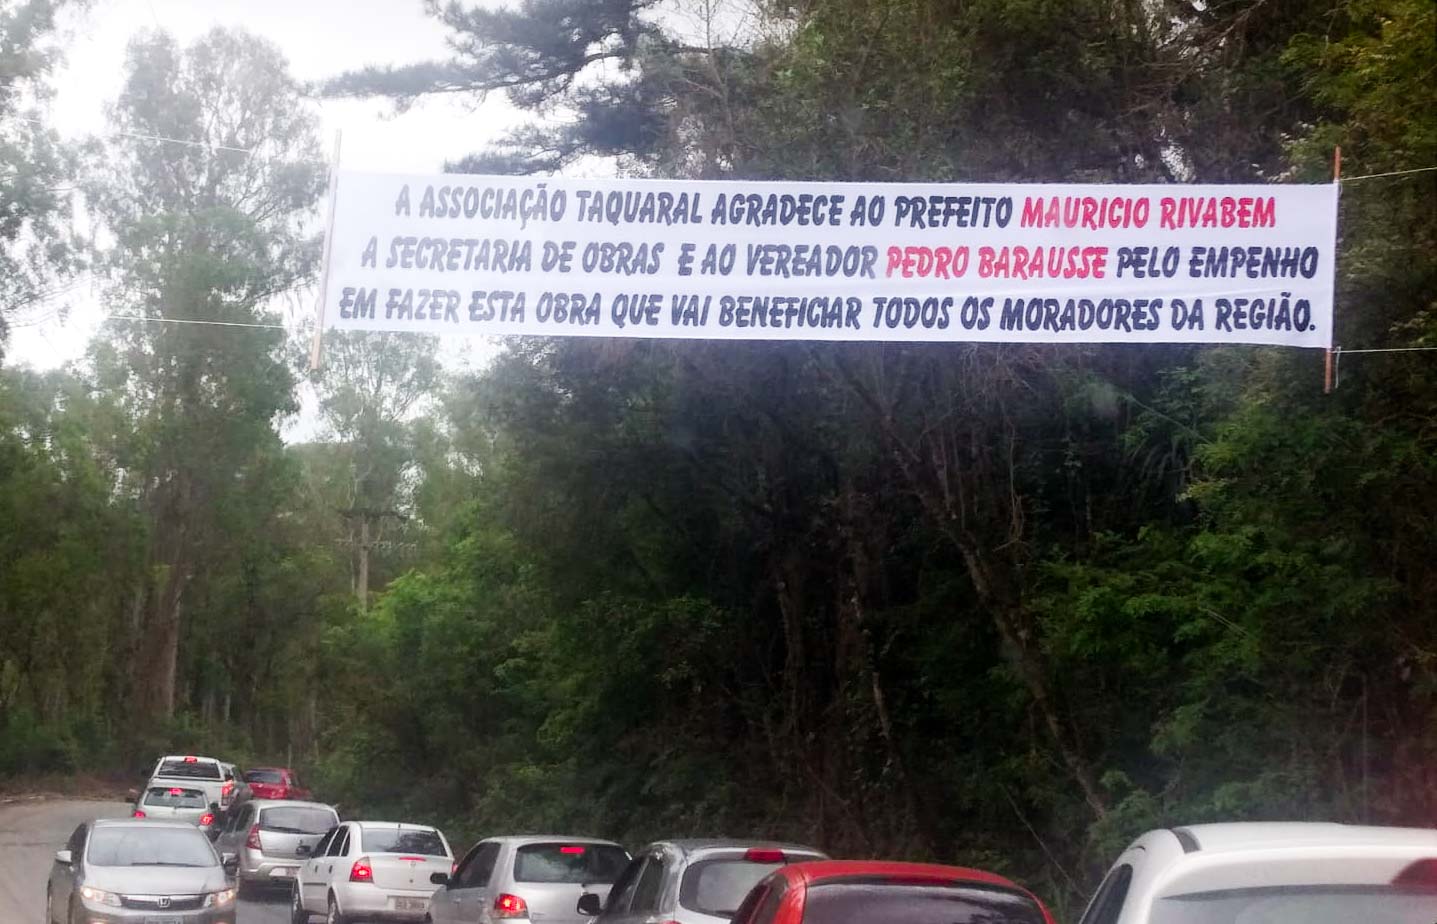 A ASSOCIAÇÃO TAQUARAL AGRADECE AO PREFEITO MAURICIO RIVABEM
A SECRETARIA DE OBRAS E AO VEREADOR PEDRO BARAUSSE PELO EMPENHO
EM FAZER ESTA OBRA QUE VAI BENEFICIAR TODOS OS MORADORES DA REGIÃO.